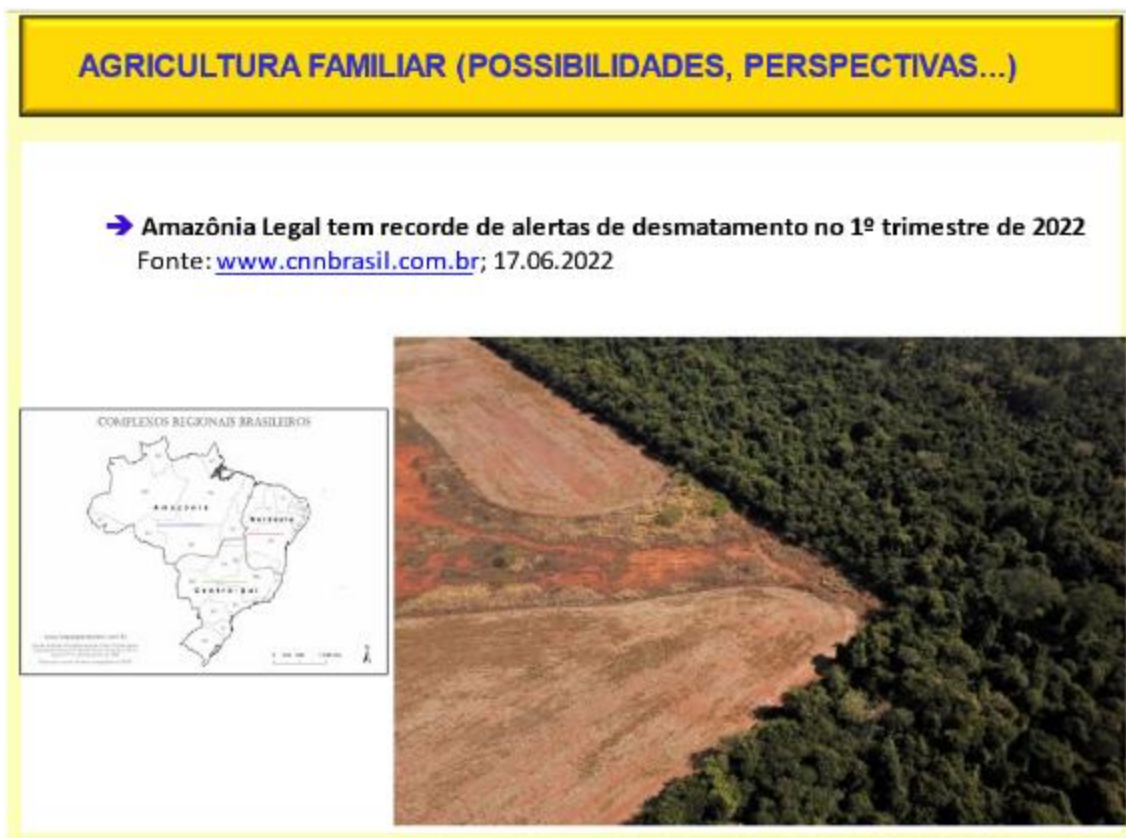 AGRICULTURA FAMILIAR (POSSIBILIDADES, PERSPECTIVAS...)
➔ Amazônia Legal tem recorde de alertas de desmatamento no 1º trimestre de 2022
Fonte: www.cnnbrasil.com.br; 17.06.2022
COMPLEXOS REGIONAIS BRASILEIROS
Amazônia
Nordeste
Centro-Sul